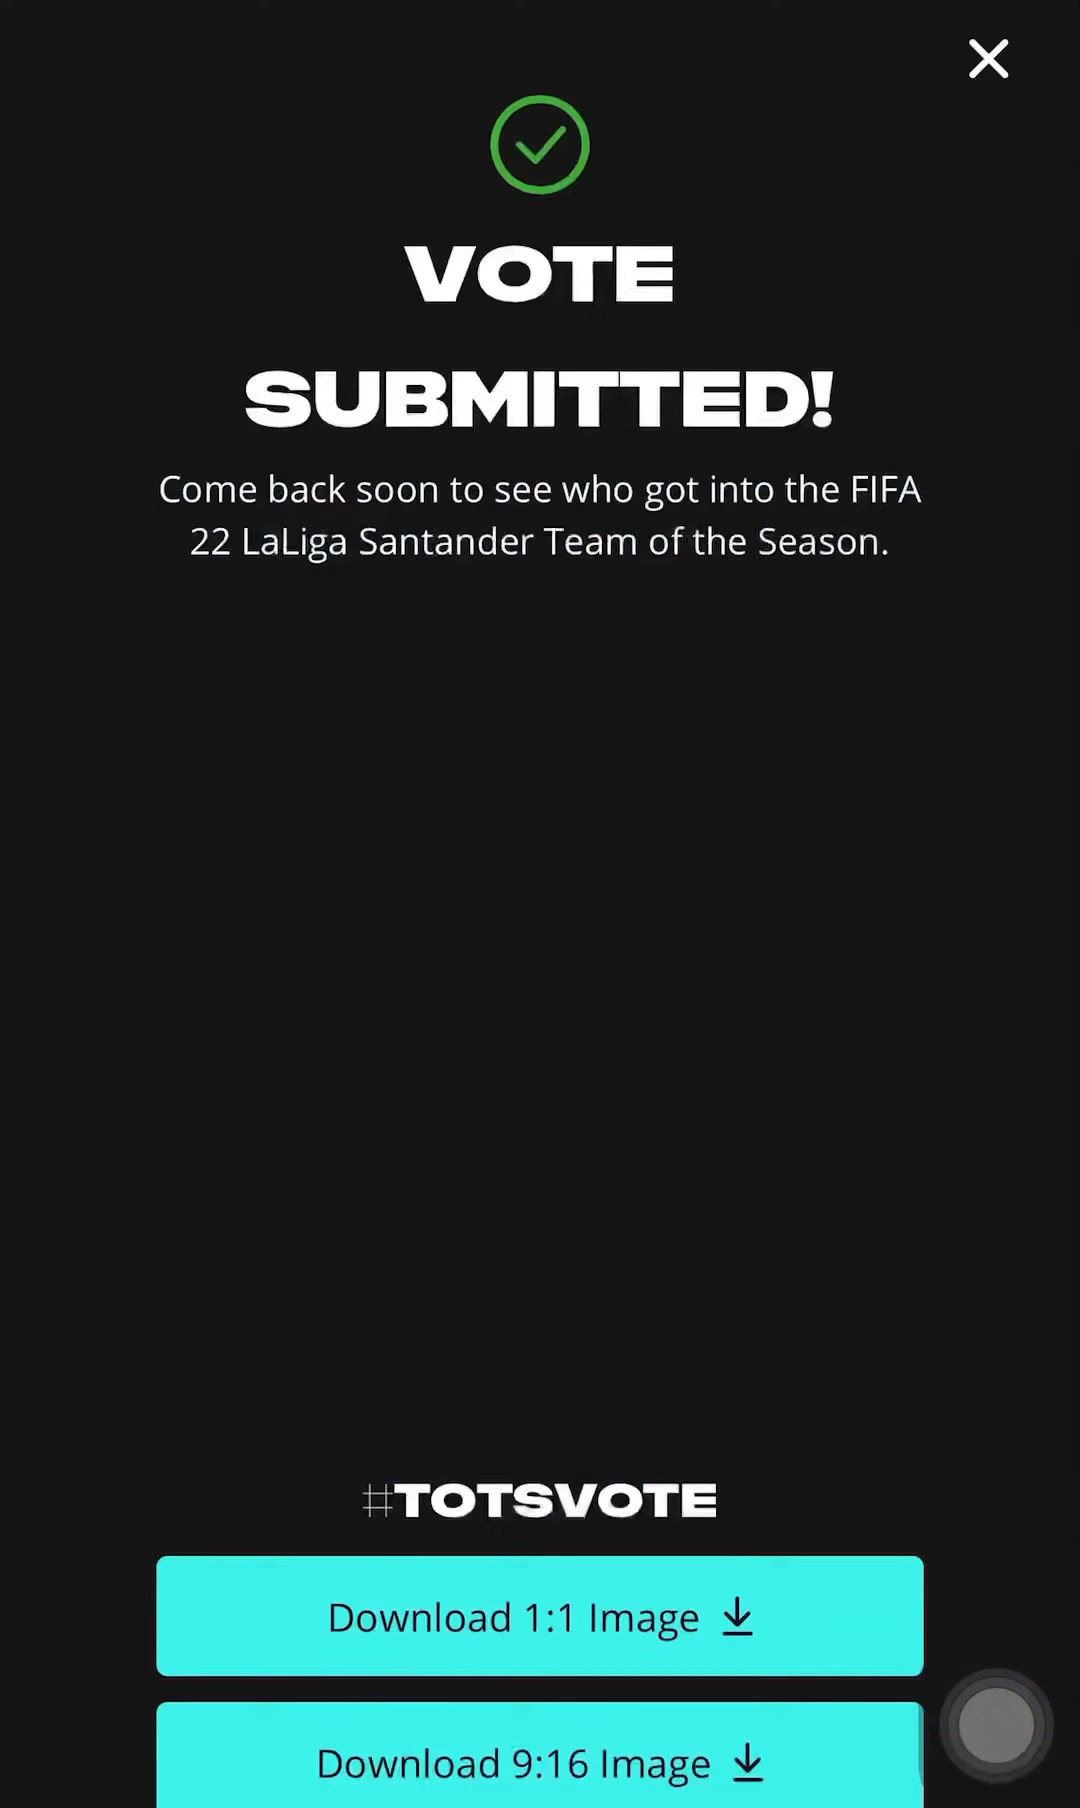 VOTE
SUBMITTED!
Come back soon to see who got into the FIFA
22 LaLiga Santander Team of the Season.
#TOTSVOTE
Download 1:1 Image
Download 9:16 Image